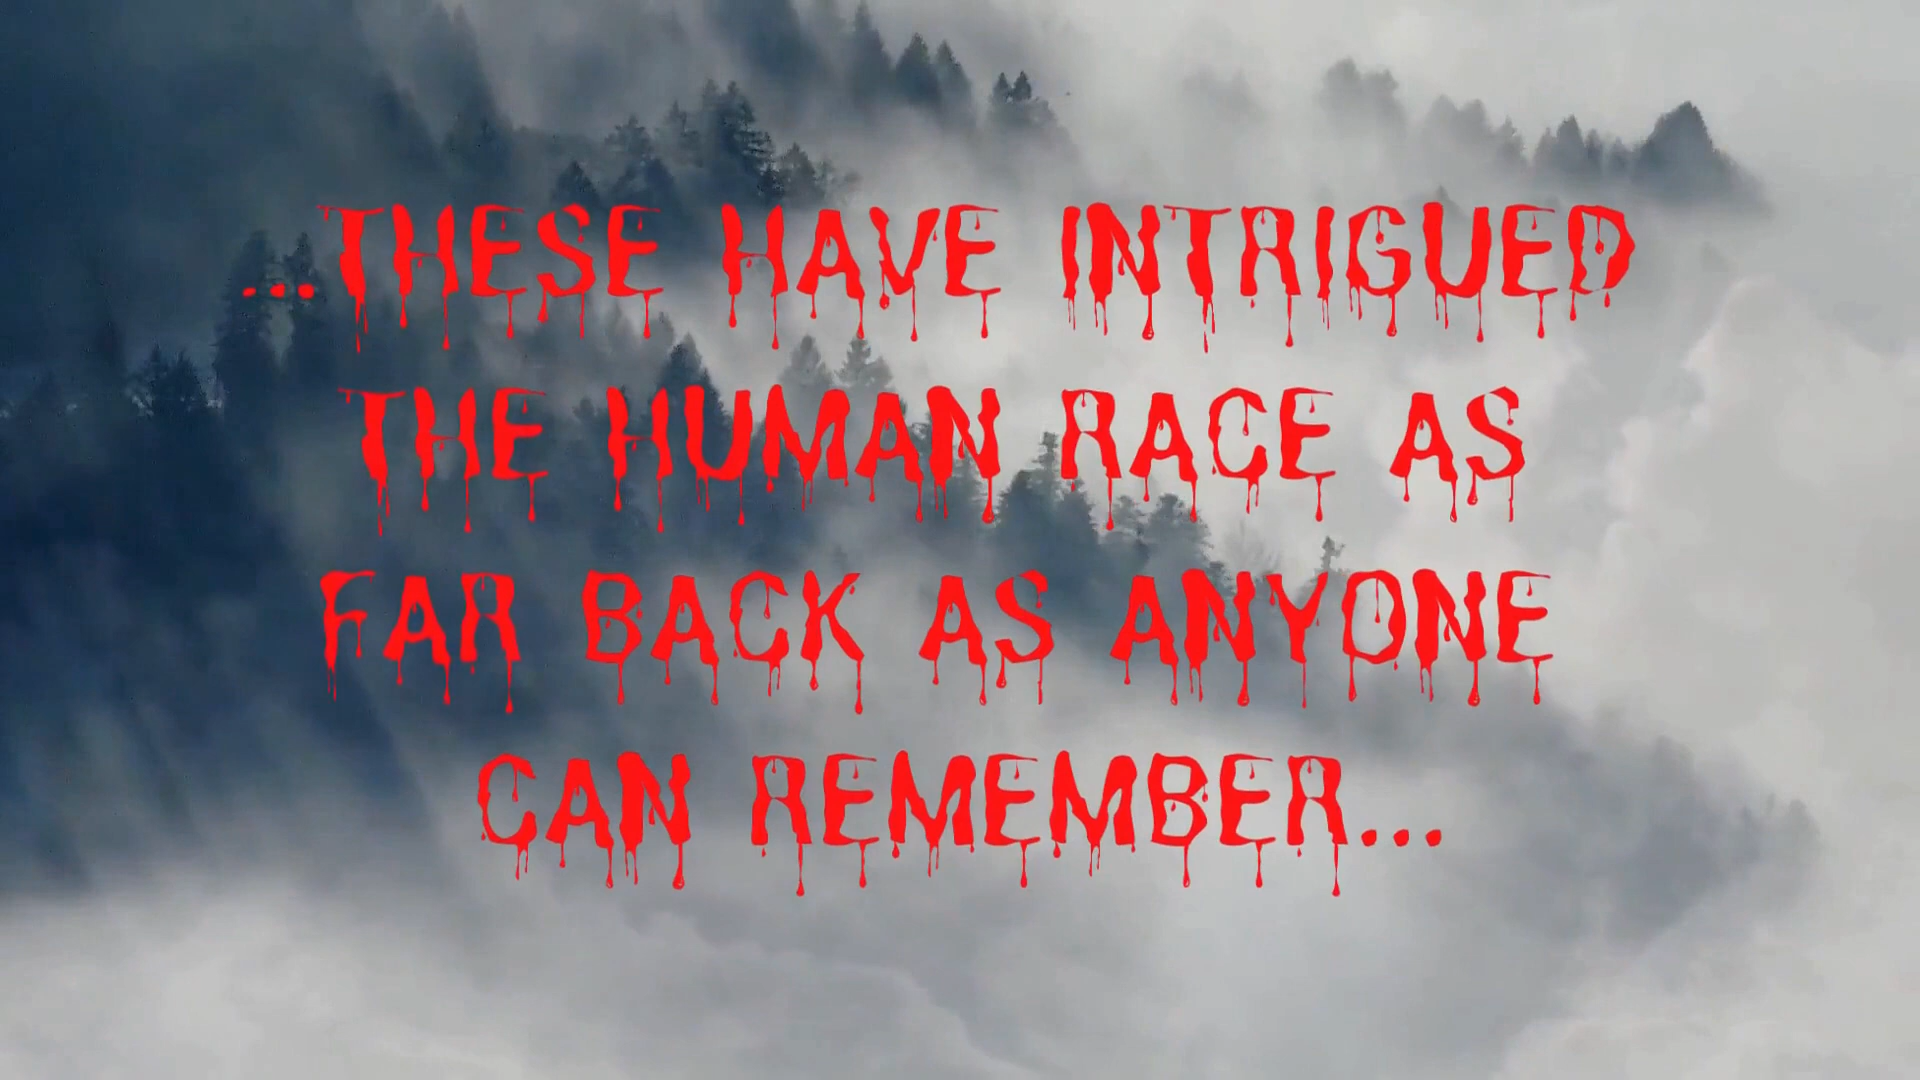 ...THESE HAVE INTRIGUED
THE HUMAN RACE AS
FAR BACK AS ANYONE
CAN REMEMBER...